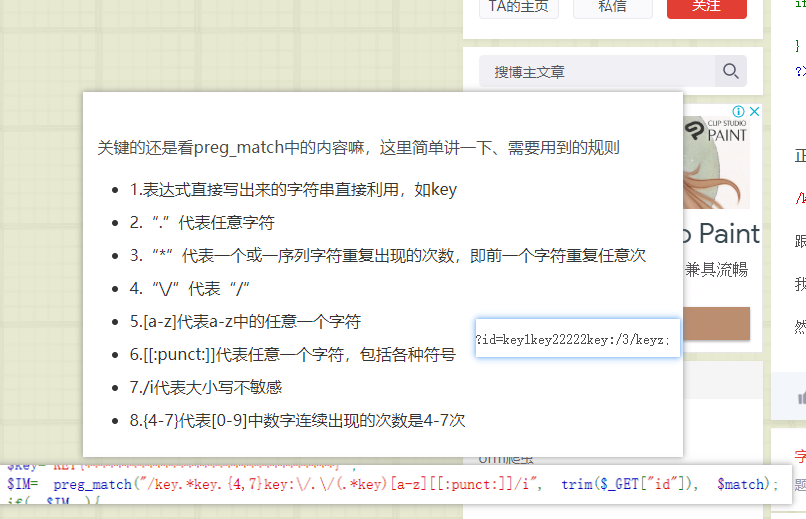 TA的主页 私信 关注
搜博主文章
}
CLIP STUDIO
PAINT
关键的还是看preg_match中的内容嘛，这里简单讲一下、需要用到的规则
1.表达式直接写出来的字符串直接利用，如key
2.“.”代表任意字符
3.“*”代表一个或一序列字符重复出现的次数，即前一个字符重复任意次
4.“\/”代表“/“
5.[a-z]代表a-z中的任意一个字符
6.[[:punct:]]代表任意一个字符，包括各种符号
7./i代表大小写不敏感
8.{4-7}代表[0-9]中数字连续出现的次数是4-7次
Paint
兼具流暢
?id=key1key22222key:/3/keyz;
$IM= preg_match("/key.*key.{4,7}key:\/.\/(.*key)[a-z][[:punct:]]/i", trim($_GET["id"]), $match);